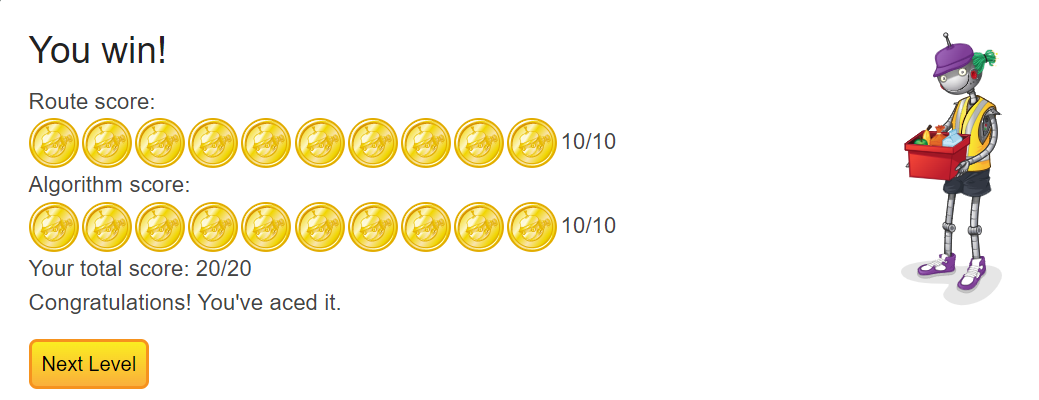 You win!
Route score:
10/10
Algorithm score:
10/10
Your total score: 20/20
Congratulations! You've aced it.
Next Level